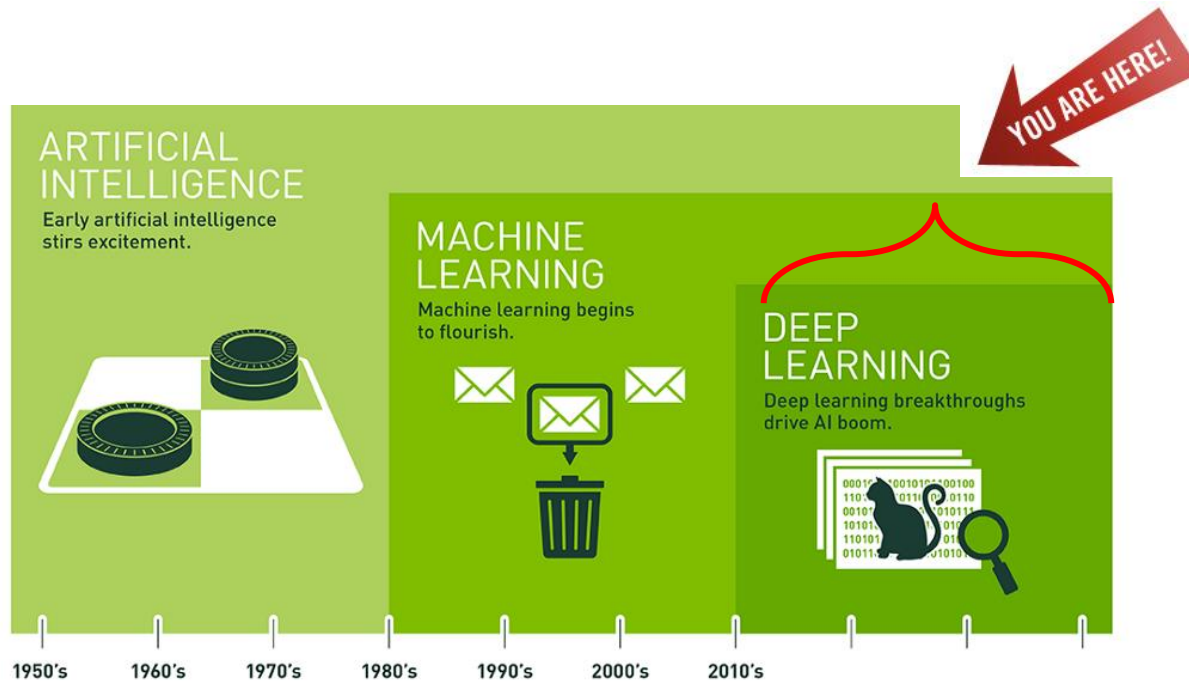 YOU ARE HERE!
ARTIFICIAL
INTELLIGENCE
Early artificial intelligence
stirs excitement.
MACHINE
LEARNING
Machine learning begins
to flourish.
DEEP
LEARNING
Deep learning breakthroughs
drive AI boom.
1950's 1960's 1970's 1980's 1990's 2000's 2010's